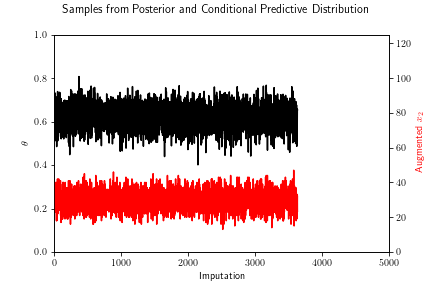 Samples from Posterior and Conditional Predictive Distribution
1.0
0.8
0.6
0.4
0.2
0.0
θ
120
100
80
60
40
20
0
Augmented x₂
0 1000 2000 3000 4000 5000
Imputation